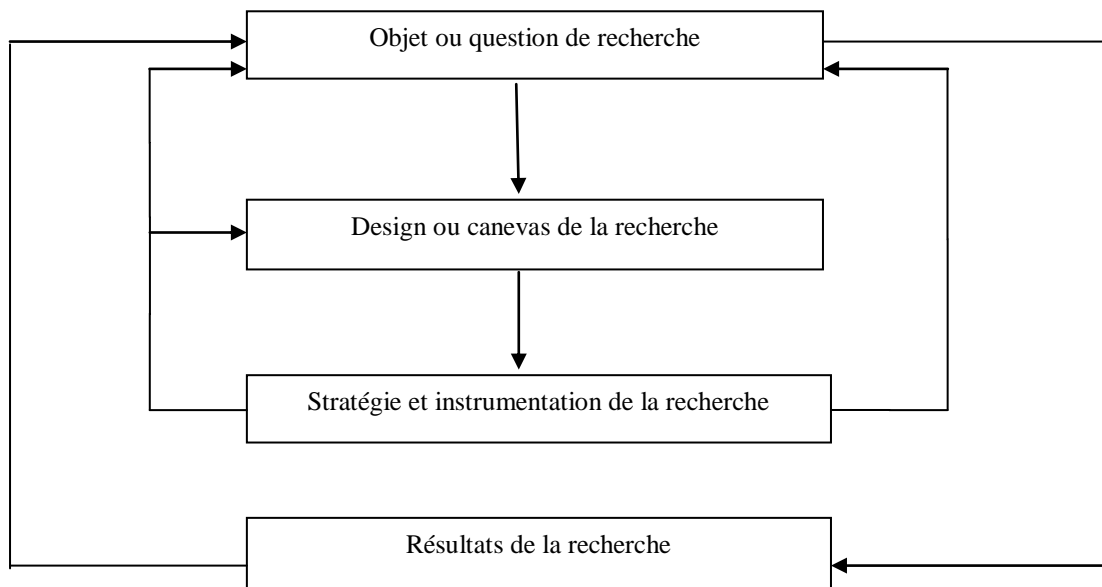 Objet ou question de recherche
Design ou canevas de la recherche
Stratégie et instrumentation de la recherche
Résultats de la recherche